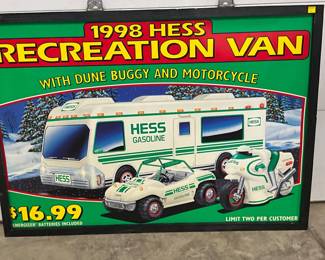 1998 HESS
RECREATION VAN
WITH DUNE BUGGY AND MOTORCYCLE
HESS
HESS
GASOLINE
HESS
HESS
HESS
$16.99
ENERGIZER BATTERIES INCLUDED
LIMIT TWO PER CUSTOMER